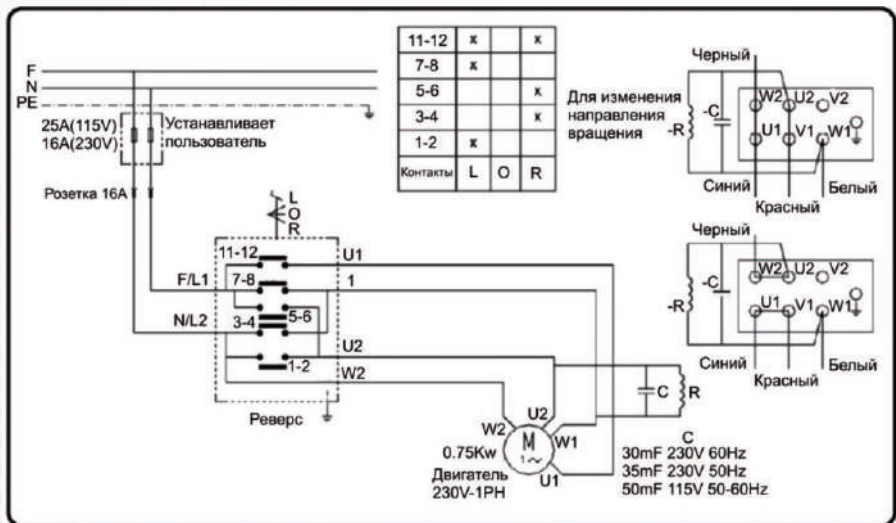 F
N
PE
25A(115V)
16A(230V)
Устанавливает
пользователь
Розетка 16А
11-12 x x
7-8 x
5-6 x
3-4 x
1-2 x
Контакты L O R
Для изменения
направления
вращения
Черный
W2 U2 V2
-R -C
U1 V1 W1
Синий Белый
Красный
Черный
W2 U2 V2
-R -C
U1 V1 W1
Синий Белый
Красный
L
O
R
11-12 U1
F/L1 7-8 1
5-6
N/L2 3-4
U2
1-2
W2
Реверс
C R
U2
W2 W1
M
1~
U1
0.75Kw
Двигатель
230V-1PH
C
30mF 230V 60Hz
35mF 230V 50Hz
50mF 115V 50-60Hz